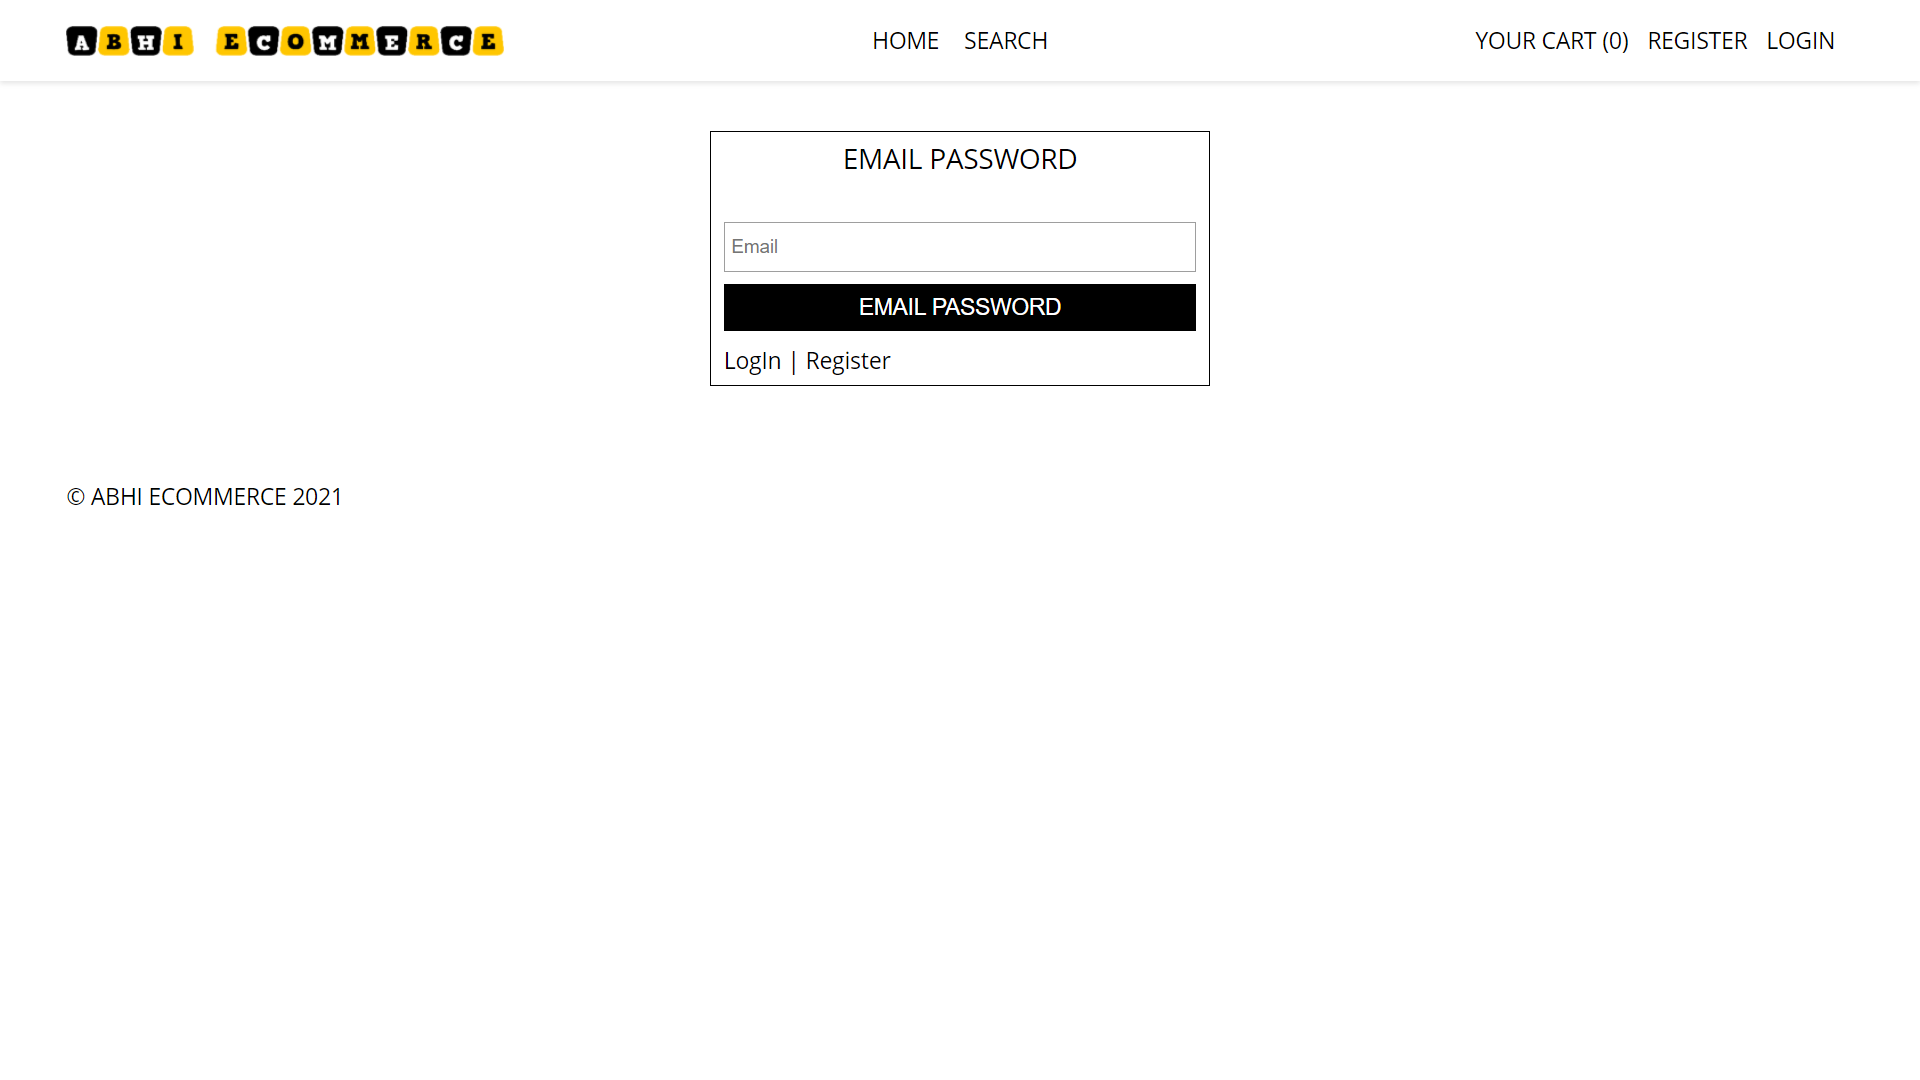 ABHI ECOMMERCE
HOME SEARCH
YOUR CART (0) REGISTER LOGIN
EMAIL PASSWORD
Email
EMAIL PASSWORD
LogIn | Register
© ABHI ECOMMERCE 2021